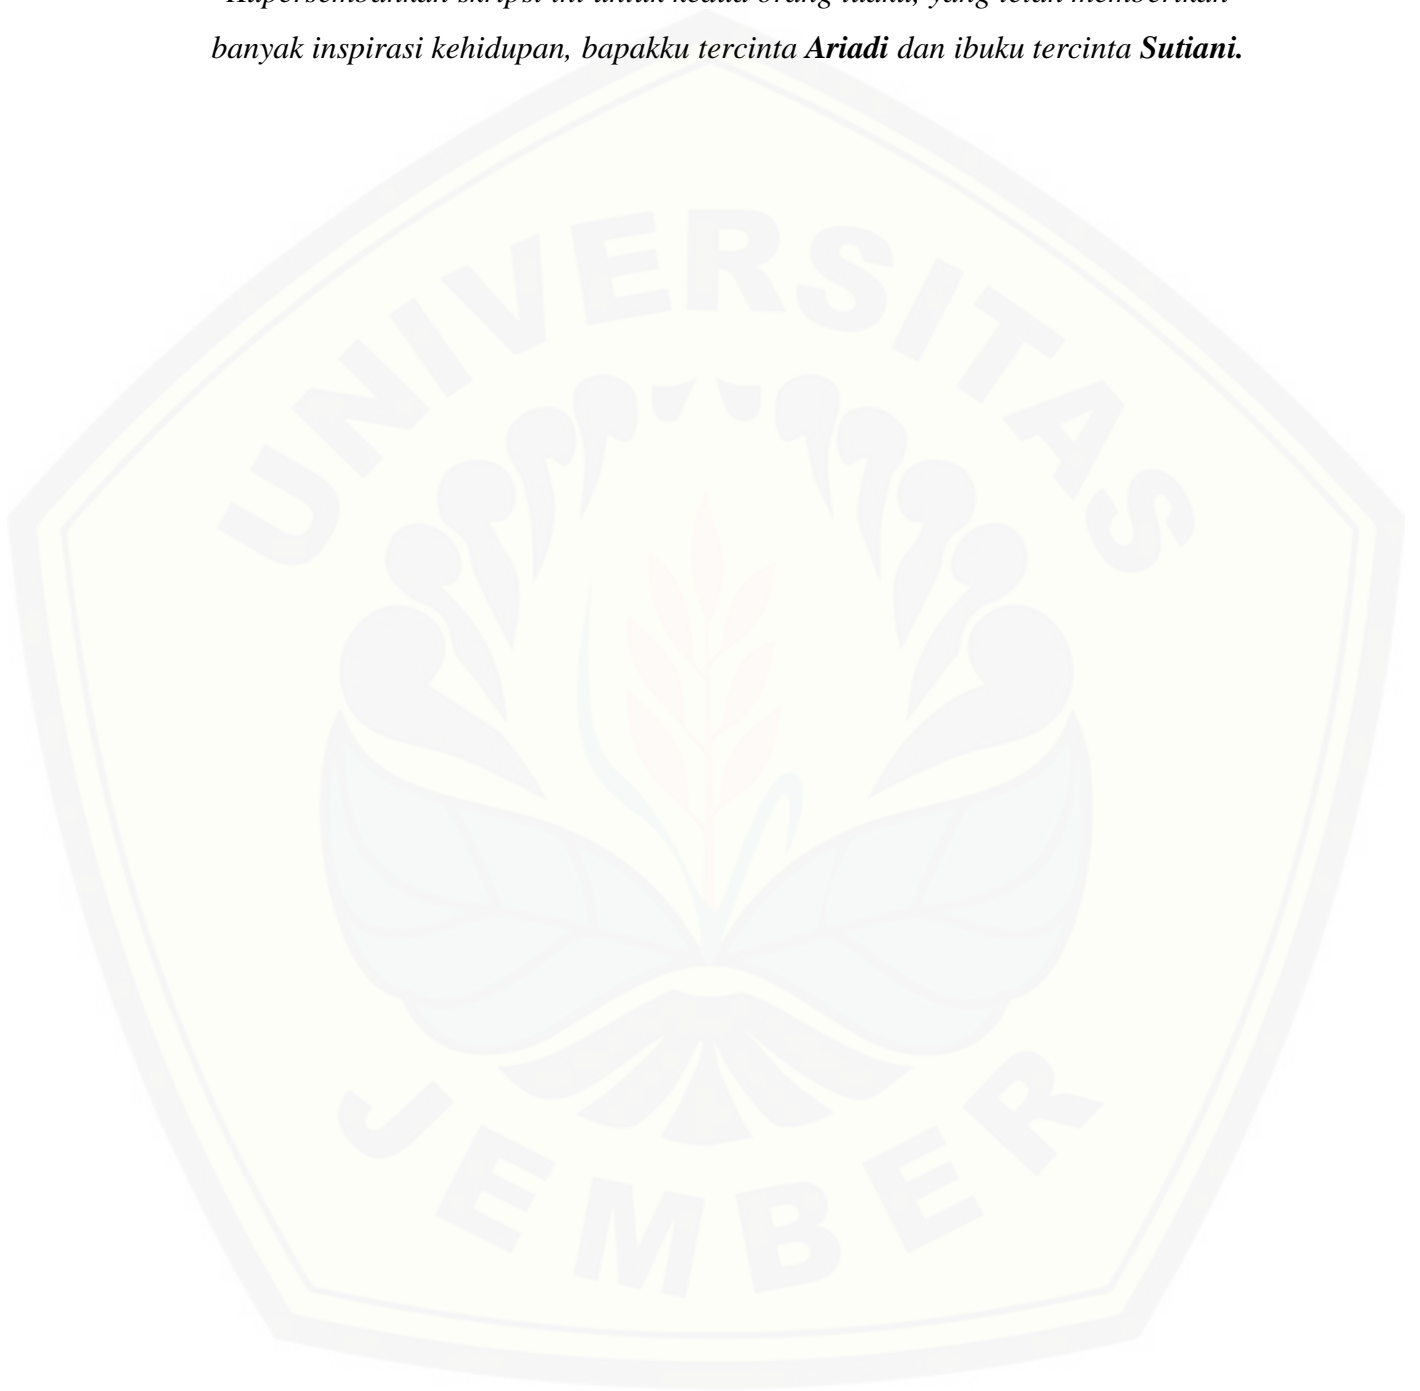 Kupersembahkan skripsi ini untuk kedua orang tuaku, yang telah memberikan
banyak inspirasi kehidupan, bapakku tercinta Ariadi dan ibuku tercinta Sutiani.
UNIVERSITAS
JEMBER